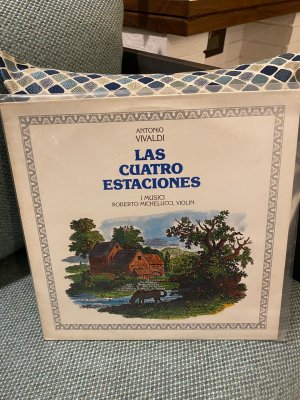 ANTONIO
VIVALDI
LAS
CUATRO
ESTACIONES
I MUSICI
ROBERTO MICHELUCCI, VIOLIN